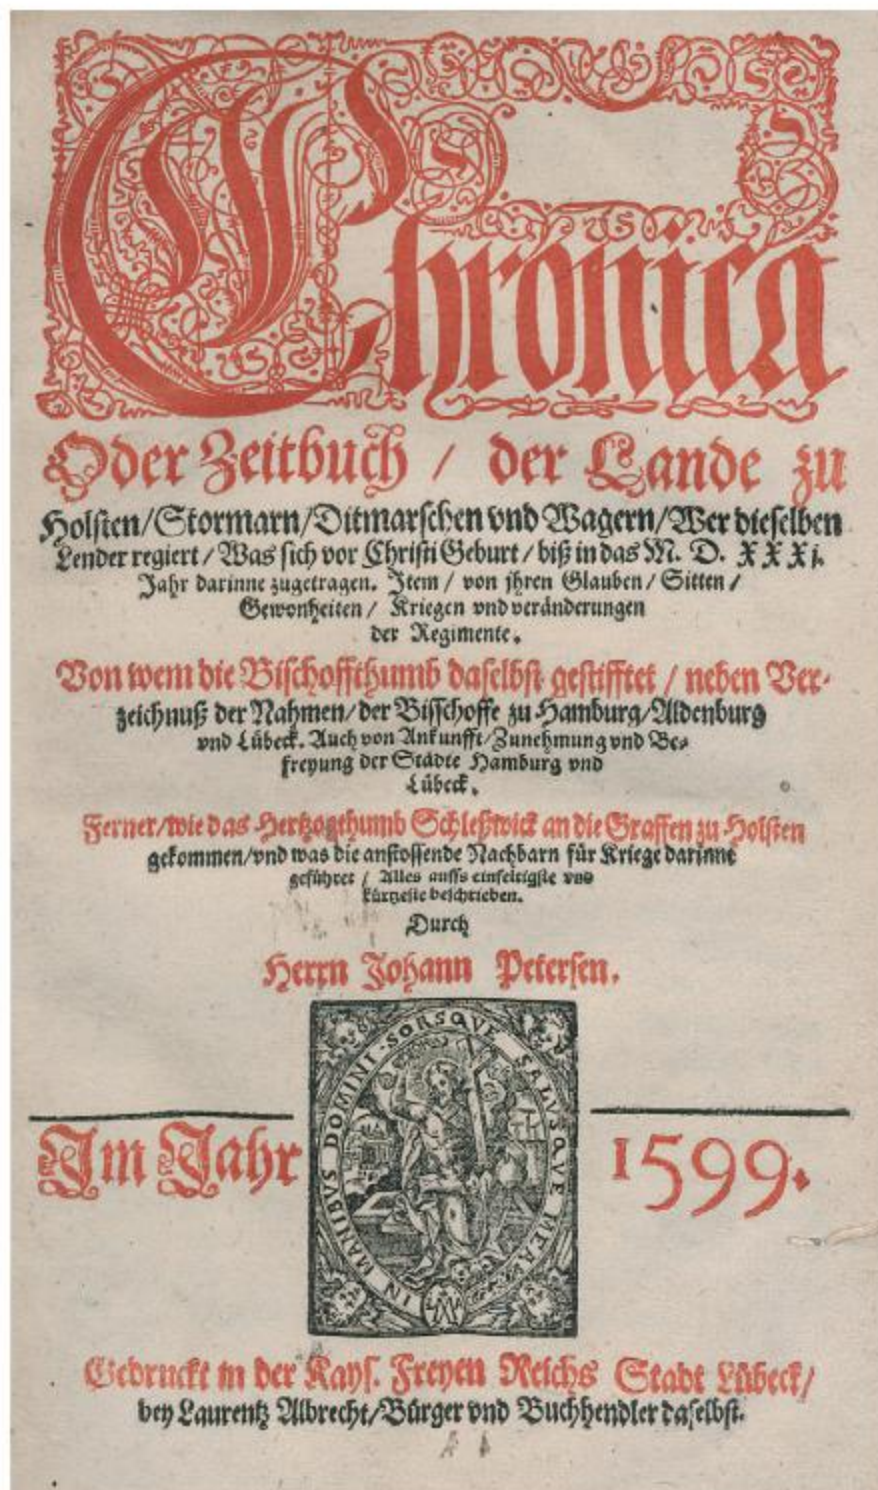 Chronica
Oder Zeitbuch / der Lande zu
Holsten/Stormarn/Ditmarschen vnd Wagern/Wer dieselben
Lender regiert / Was sich vor Christi Geburt / biß in das M. D. XXXj.
Jahr darinne zugetragen. Item / von jhren Glauben / Sitten /
Gewonheiten / Kriegen vnd veränderungen
der Regimente.
Von wem die Bischoffthumb daselbst gestifftet / neben Ver-
zeichnuß der Nahmen/der Bisschoffe zu Hamburg/Aldenburg
vnd Lübeck. Auch von Ankunfft/Zunehmung vnd Be-
freyung der Städte Hamburg vnd
Lübeck.
Ferner/wie das Hertzogthumb Schleßwick an die Graffen zu Holsten
gekommen/vnd was die anstossende Nachbarn für Kriege darinne
geführet / Alles auffs einfeltigste vnd
kürtzeste beschrieben.
Durch
Herrn Johann Petersen.
IN MANIBVS DOMINI SORSQVE SALVSQVE MEA
Im Jahr 1599.
Gedruckt in der Kays. Freyen Reichs Stadt Lübeck/
bey Laurentz Albrecht/Bürger vnd Buchhendler daselbst.